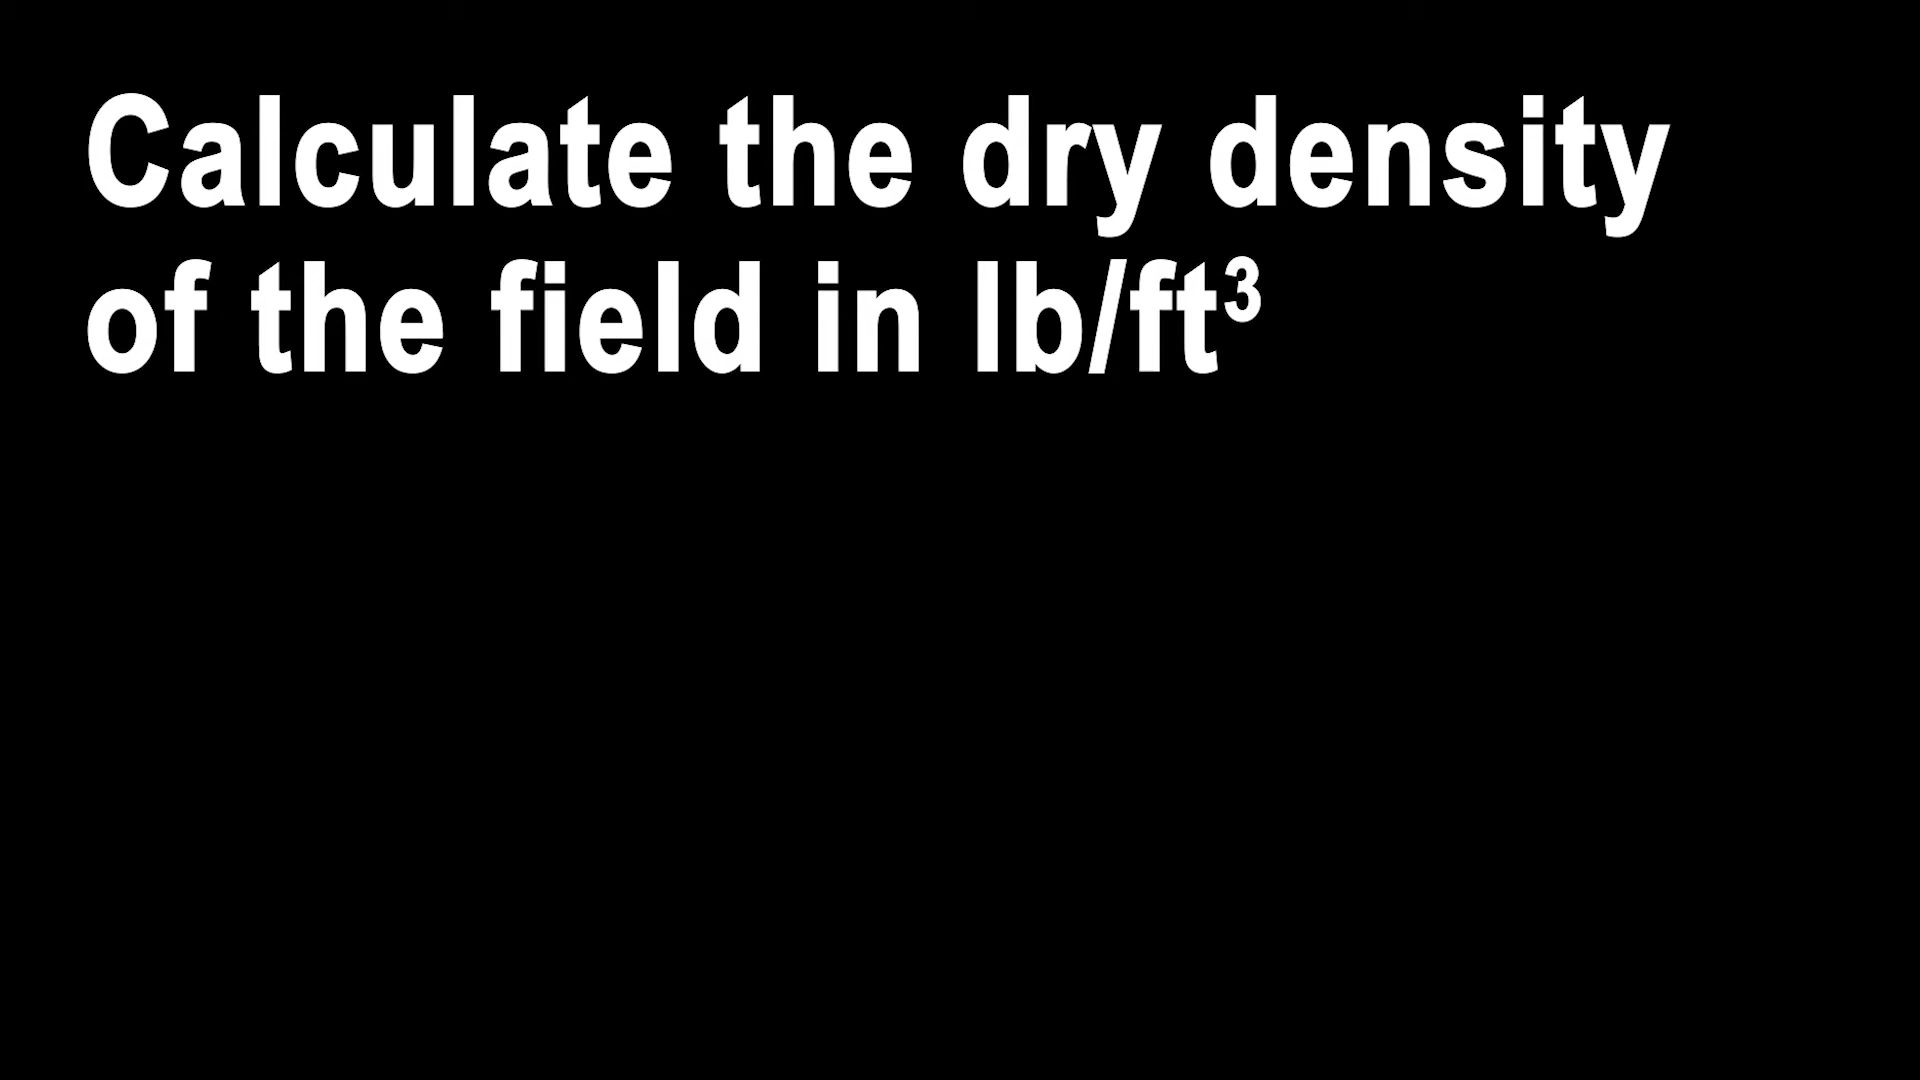 Calculate the dry density
of the field in lb/ft³